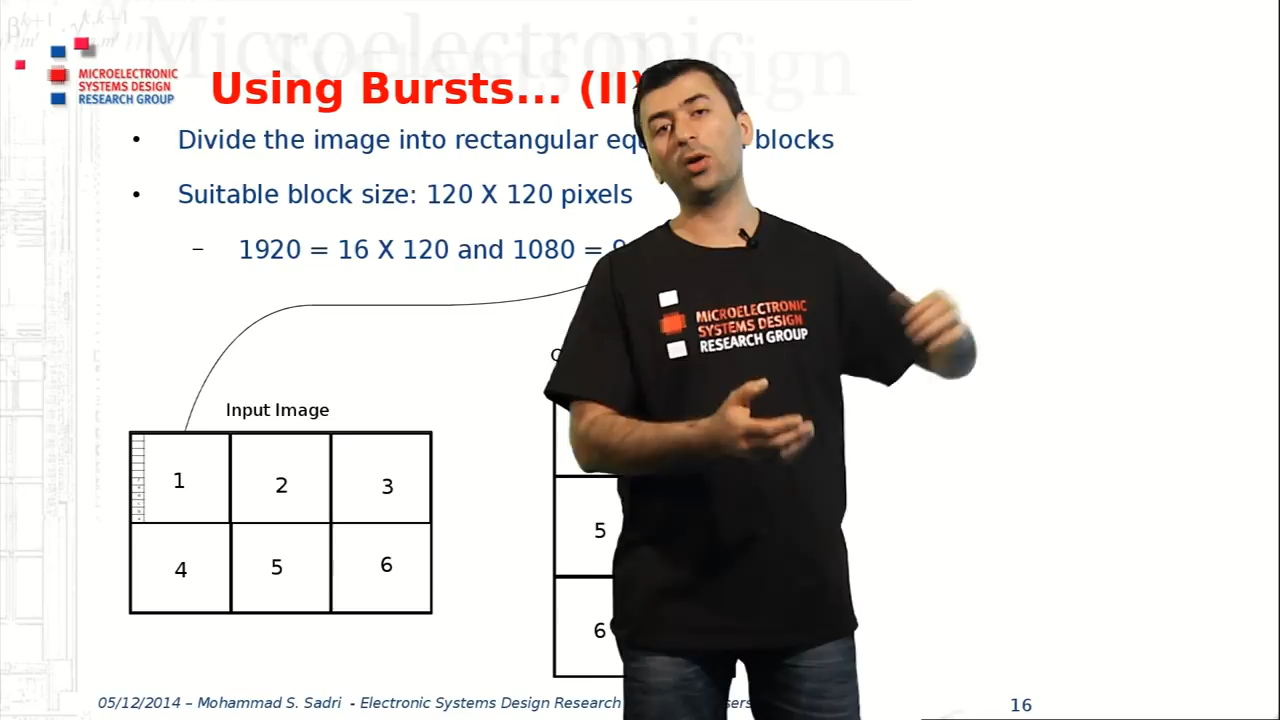 Microelectronic
MICROELECTRONIC
SYSTEMS DESIGN
RESEARCH GROUP
Using Bursts... (II)
• Divide the image into rectangular blocks
• Suitable block size: 120 X 120 pixels
– 1920 = 16 X 120 and 1080 =
MICROELECTRONIC
SYSTEMS DESIGN
RESEARCH GROUP
Input Image
1 2 3
4 5 6
5
6
05/12/2014 – Mohammad S. Sadri - Electronic Systems Design Research
16